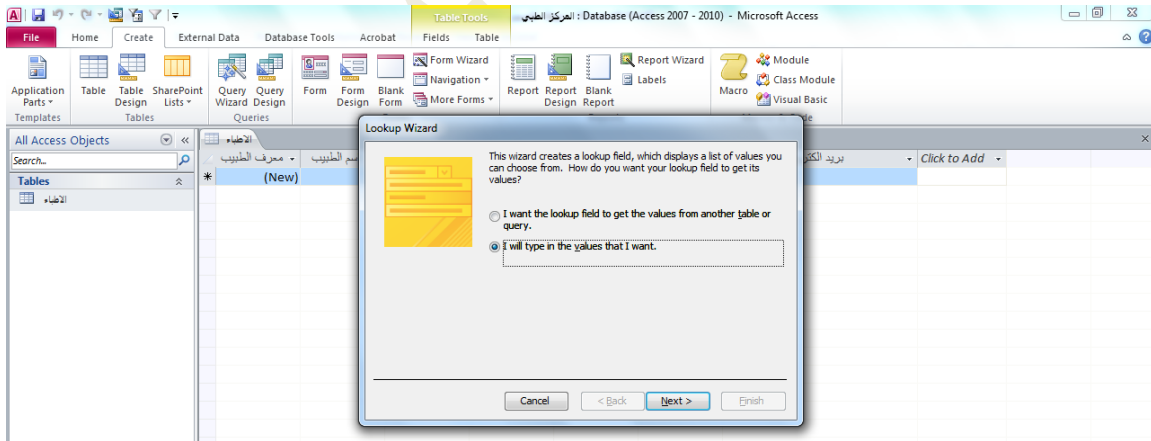 Table Tools
المركز الطبي : Database (Access 2007 - 2010) - Microsoft Access
File Home Create External Data Database Tools Acrobat Fields Table
Application Parts
Table
Table Design
SharePoint Lists
Query Wizard
Query Design
Form
Form Design
Blank Form
Form Wizard
Navigation
More Forms
Report
Report Design
Blank Report
Report Wizard
Labels
Macro
Module
Class Module
Visual Basic
Templates
Tables
Queries
All Access Objects
Search...
Tables
الاطباء
الاطباء
معرف الطبيب
سم الطبيب
بريد الكتر
Click to Add
(New)
Lookup Wizard
This wizard creates a lookup field, which displays a list of values you
can choose from. How do you want your lookup field to get its
values?
I want the lookup field to get the values from another table or
query.
I will type in the values that I want.
Cancel
< Back
Next >
Finish